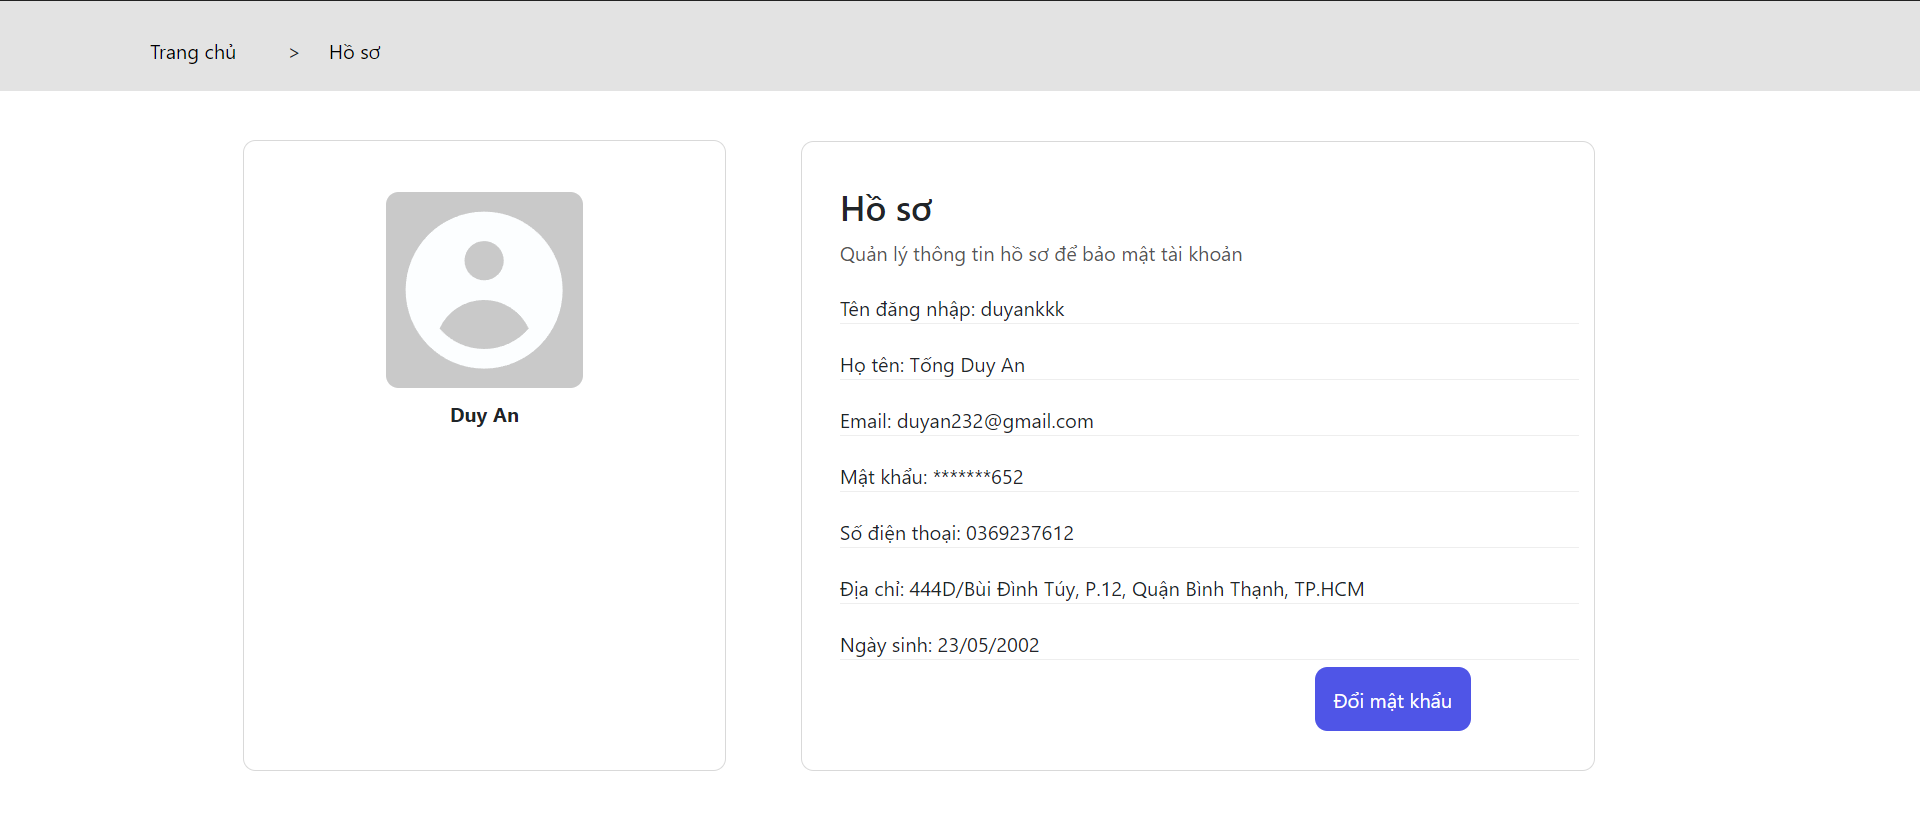 Trang chủ > Hồ sơ
Duy An
Hồ sơ
Quản lý thông tin hồ sơ để bảo mật tài khoản
Tên đăng nhập: duyankkk
Họ tên: Tống Duy An
Email: duyan232@gmail.com
Mật khẩu: *******652
Số điện thoại: 0369237612
Địa chỉ: 444D/Bùi Đình Túy, P.12, Quận Bình Thạnh, TP.HCM
Ngày sinh: 23/05/2002
Đổi mật khẩu